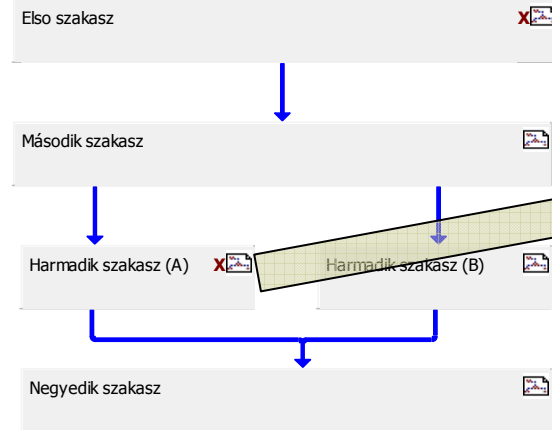 Elso szakasz X
Második szakasz
Harmadik szakasz (A) X
Harmadik szakasz (B)
Negyedik szakasz